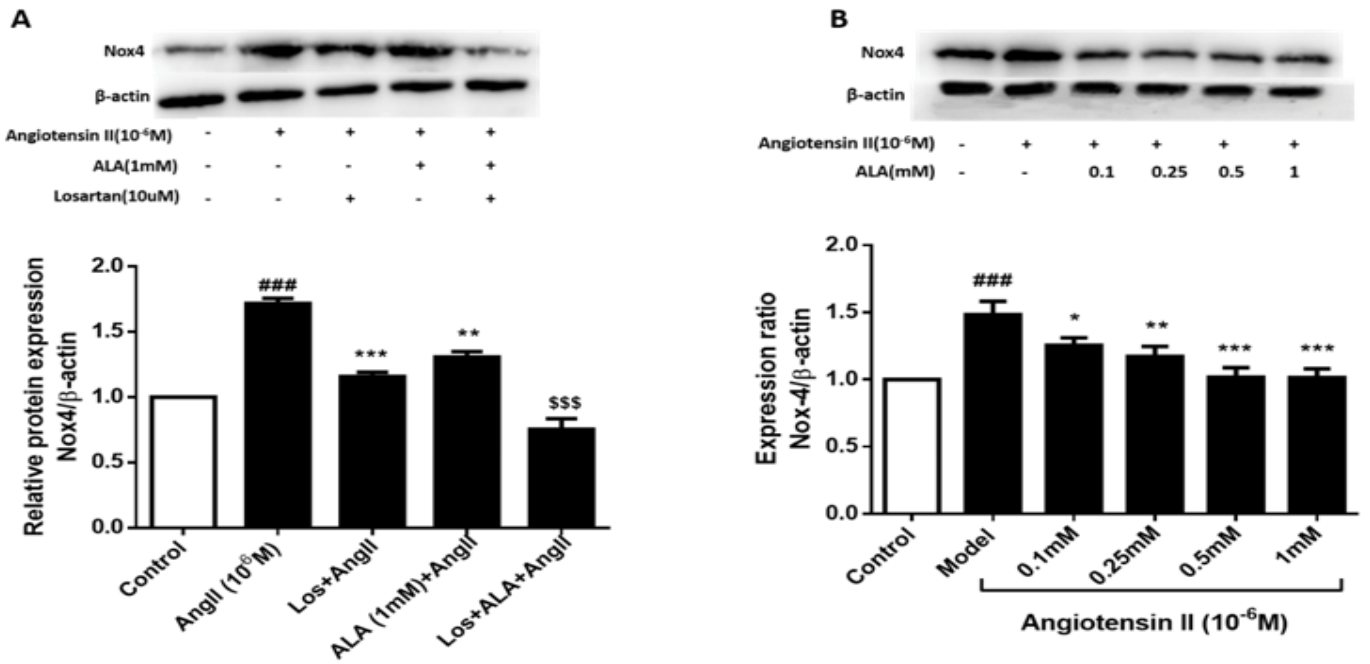 A
Nox4
β-actin
Angiotensin II(10⁻⁶M) - + + + +
ALA(1mM) - - - + +
Losartan(10uM) - - + - +
Relative protein expression
Nox4/β-actin
2.0
1.5
1.0
0.5
0.0
###
***
**
$$$
Control
AngII (10⁻⁶M)
Los+AngII
ALA (1mM)+AngII
Los+ALA+AngII
B
Nox4
β-actin
Angiotensin II(10⁻⁶M) - + + + + +
ALA(mM) - - 0.1 0.25 0.5 1
Expression ratio
Nox-4/β-actin
2.0
1.5
1.0
0.5
0.0
###
*
**
***
***
Control
Model
0.1mM
0.25mM
0.5mM
1mM
Angiotensin II (10⁻⁶M)